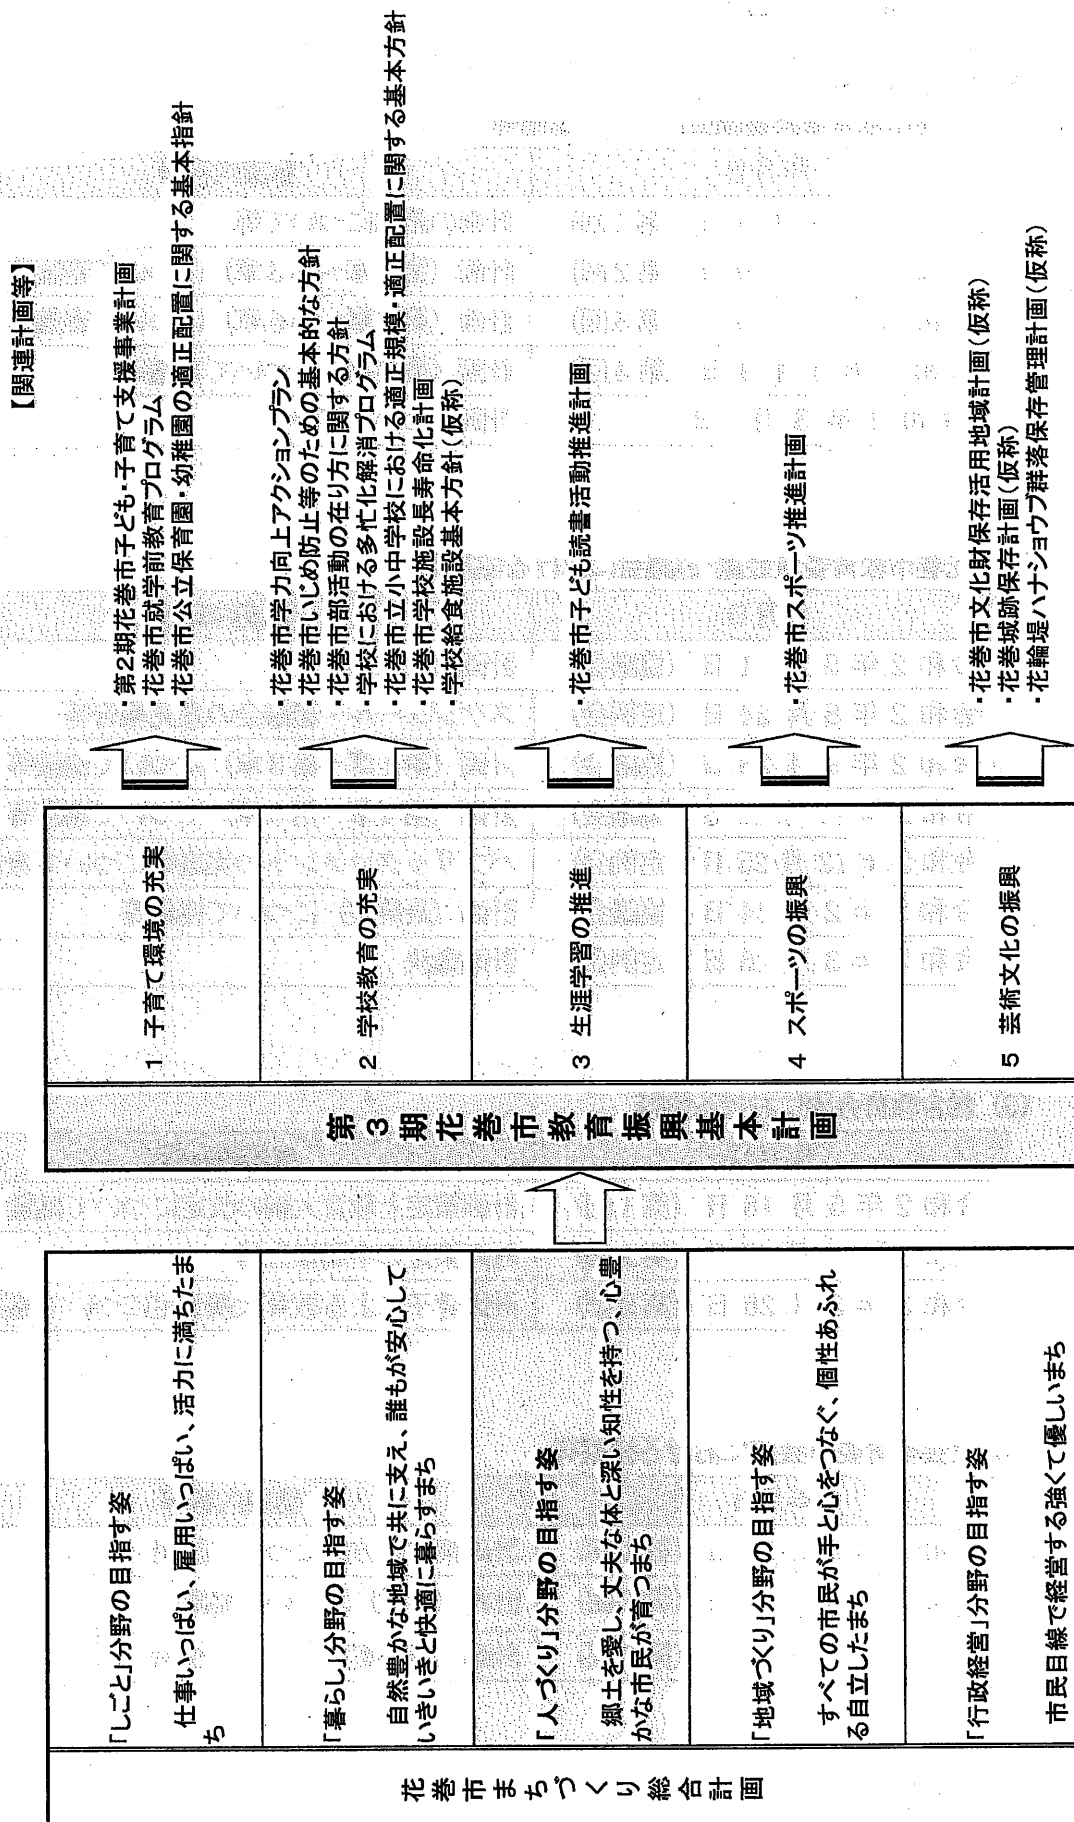 花巻市まちづくり総合計画
「しごと」分野の目指す姿
仕事いっぱい、雇用いっぱい、活力に満ちたま
ち
「暮らし」分野の目指す姿
自然豊かな地域で共に支え、誰もが安心して
いきいきと快適に暮らすまち
「人づくり」分野の目指す姿
郷土を愛し、丈夫な体と深い知性を持つ、心豊
かな市民が育つまち
「地域づくり」分野の目指す姿
すべての市民が手と心をつなぐ、個性あふれ
る自立したまち
「行政経営」分野の目指す姿
市民目線で経営する強くて優しいまち
第3期花巻市教育振興基本計画
1 子育て環境の充実
2 学校教育の充実
3 生涯学習の推進
4 スポーツの振興
5 芸術文化の振興
【関連計画等】
・第2期花巻市子ども・子育て支援事業計画
・花巻市就学前教育プログラム
・花巻市公立保育園・幼稚園の適正配置に関する基本指針
・花巻市学力向上アクションプラン
・花巻市いじめ防止等のための基本的な方針
・花巻市部活動の在り方に関する方針
・学校における多忙化解消プログラム
・花巻市立小中学校における適正規模・適正配置に関する基本方針
・花巻市学校施設長寿命化計画
・学校給食施設基本方針(仮称)
・花巻市子ども読書活動推進計画
・花巻市スポーツ推進計画
・花巻市文化財保存活用地域計画(仮称)
・花巻城跡保存計画(仮称)
・花輪堤ハナショウブ群落保存管理計画(仮称)